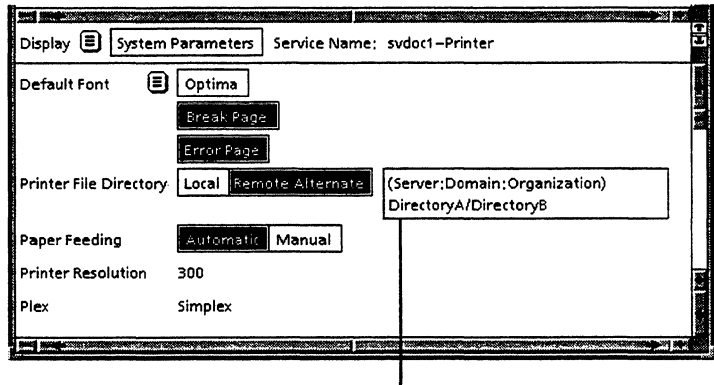 Display System Parameters Service Name: svdoc1-Printer
Default Font Optima
Break Page
Error Page
Printer File Directory Local Remote Alternate (Server:Domain:Organization)
DirectoryA/DirectoryB
Paper Feeding Automatic Manual
Printer Resolution 300
Plex Simplex